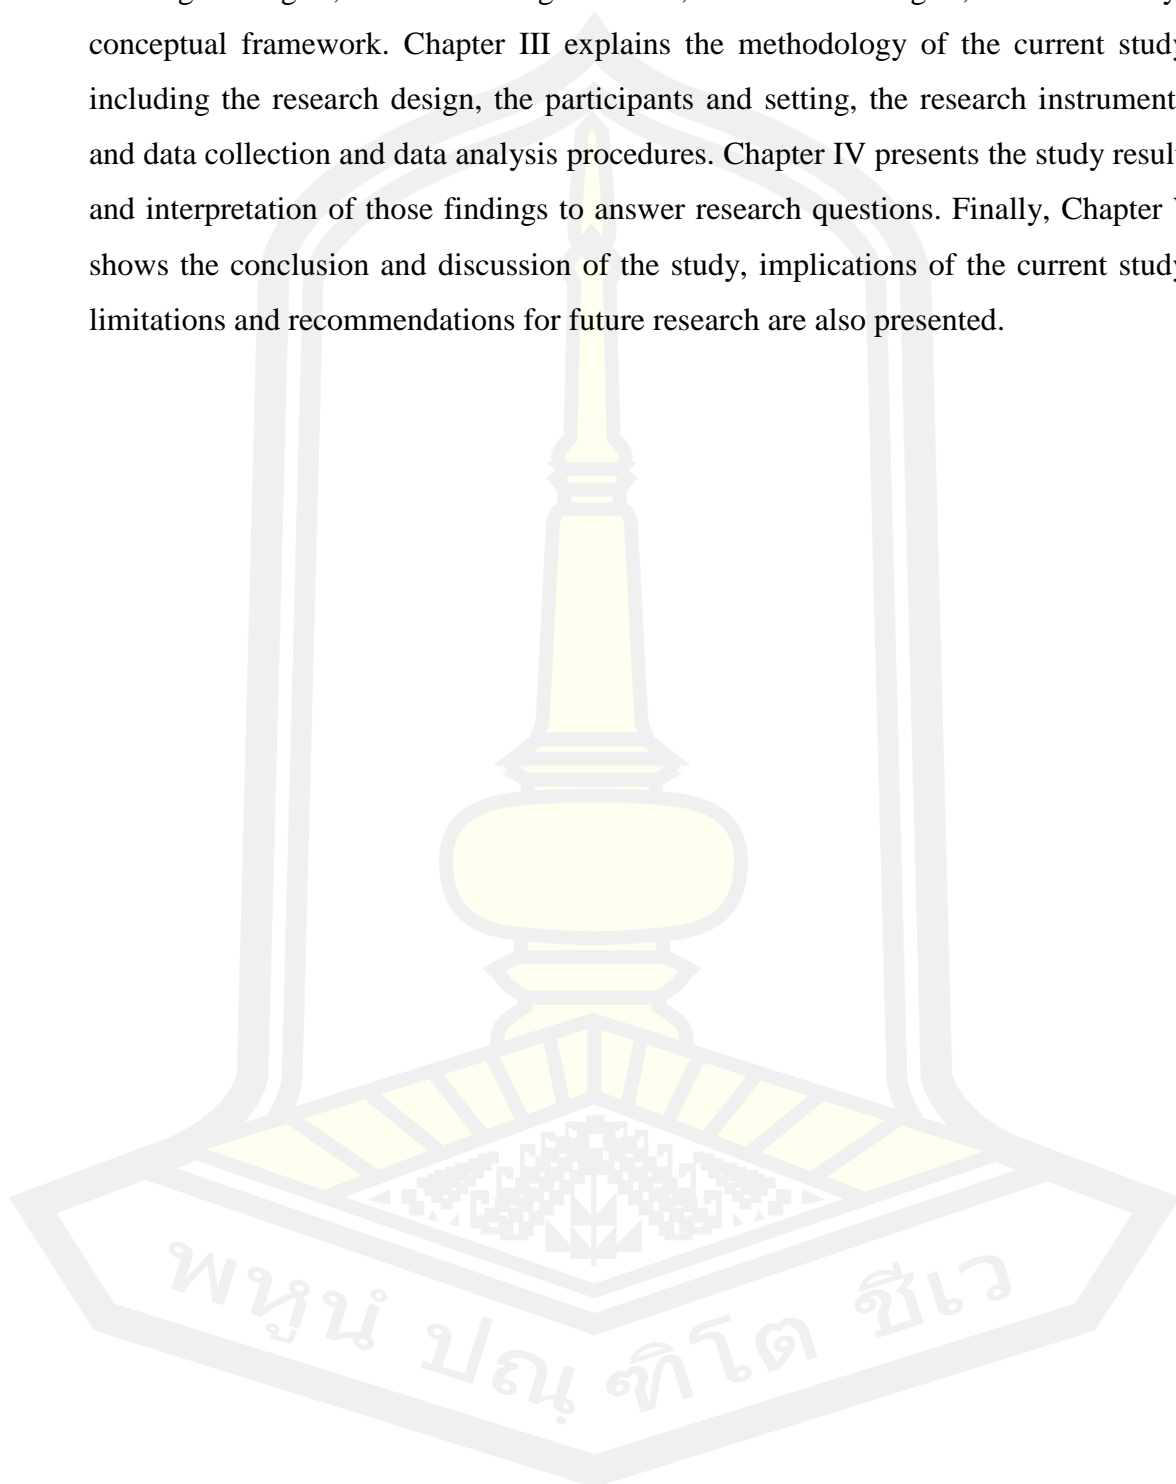 conceptual framework. Chapter III explains the methodology of the current study
including the research design, the participants and setting, the research instrument
and data collection and data analysis procedures. Chapter IV presents the study resul
and interpretation of those findings to answer research questions. Finally, Chapter
shows the conclusion and discussion of the study, implications of the current study
limitations and recommendations for future research are also presented.
พหูนํ ปณฺฑิโต ชีเว